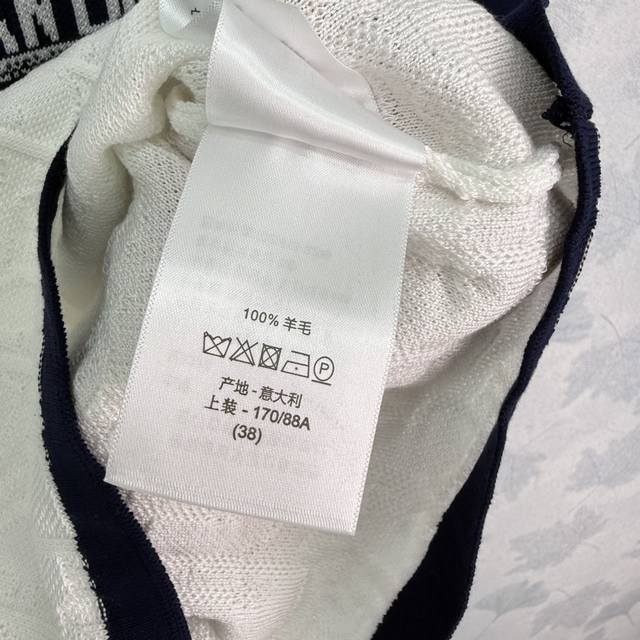 100% 羊毛
P
产地 - 意大利
上装 - 170/88A
(38)